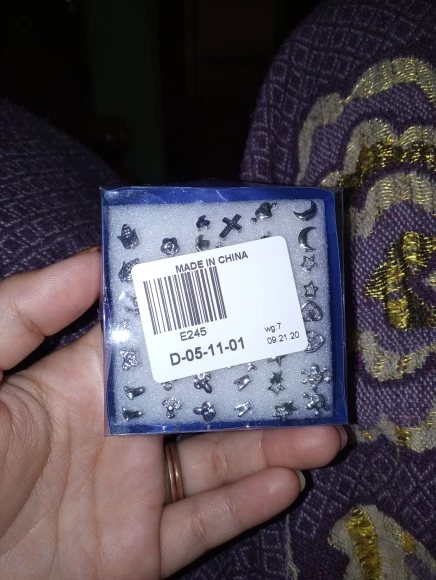 MADE IN CHINA
E245
wg:7
D-05-11-01
09.21.20